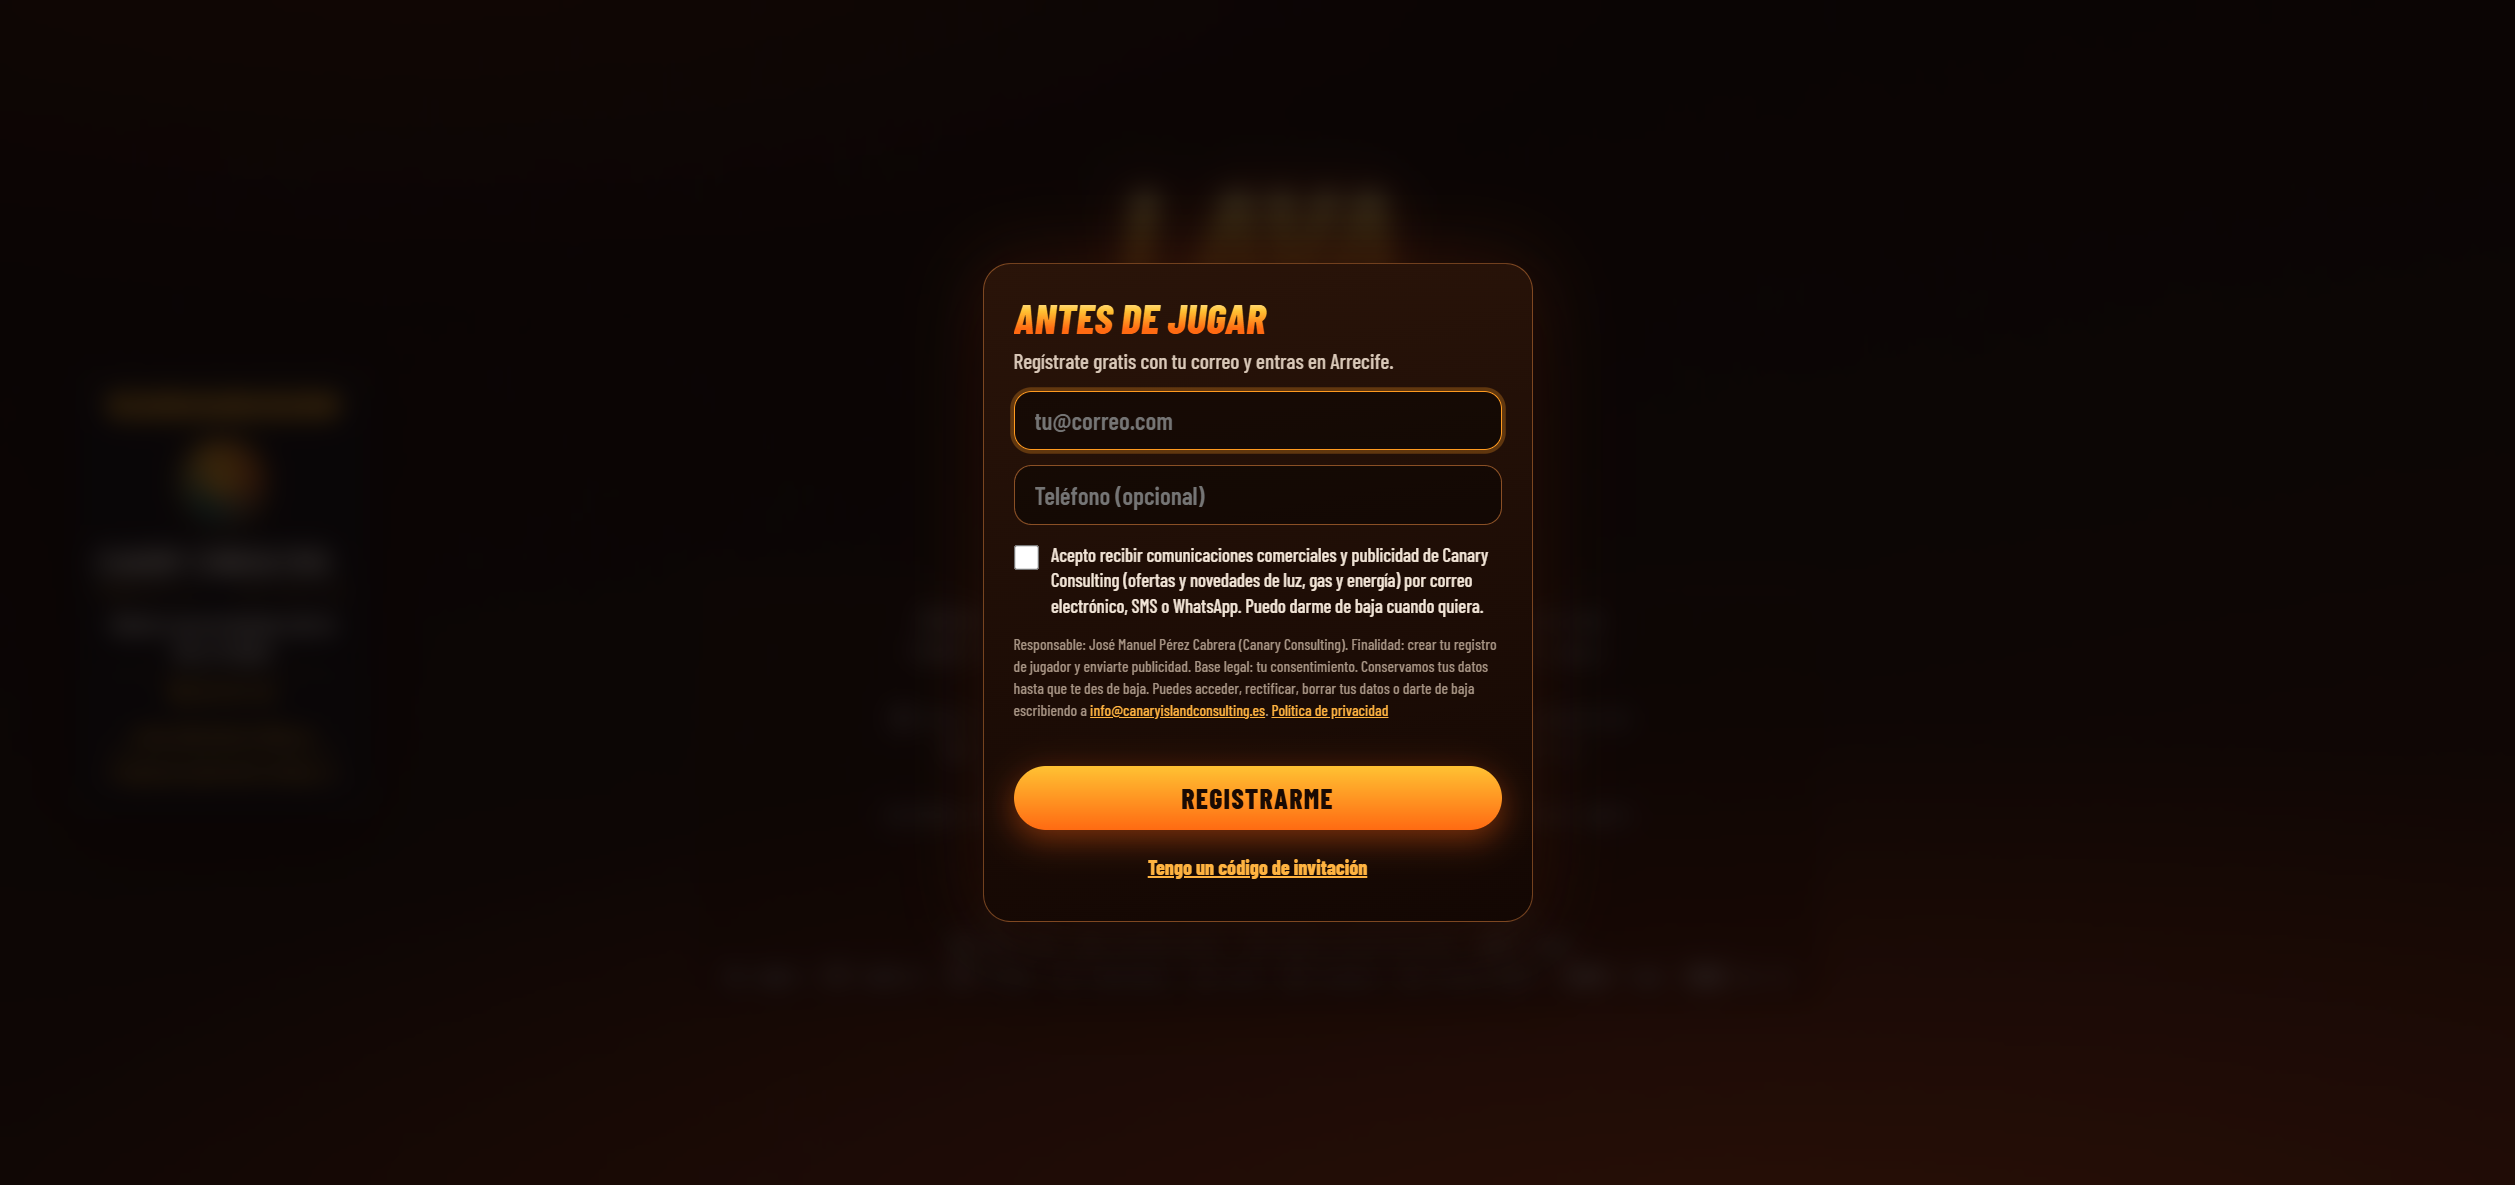 ANTES DE JUGAR
Regístrate gratis con tu correo y entras en Arrecife.
tu@correo.com
Teléfono (opcional)
Acepto recibir comunicaciones comerciales y publicidad de Canary
Consulting (ofertas y novedades de luz, gas y energía) por correo
electrónico, SMS o WhatsApp. Puedo darme de baja cuando quiera.
Responsable: José Manuel Pérez Cabrera (Canary Consulting). Finalidad: crear tu registro
de jugador y enviarte publicidad. Base legal: tu consentimiento. Conservamos tus datos
hasta que te des de baja. Puedes acceder, rectificar, borrar tus datos o darte de baja
escribiendo a info@canaryislandconsulting.es. Política de privacidad
REGISTRARME
Tengo un código de invitación